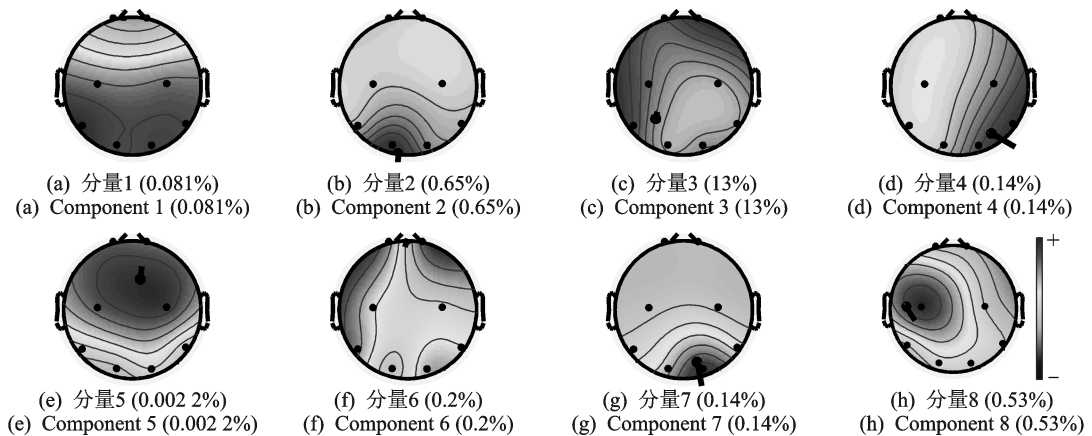 (a) 分量1 (0.081%)
(a) Component 1 (0.081%)
(b) 分量2 (0.65%)
(b) Component 2 (0.65%)
(c) 分量3 (13%)
(c) Component 3 (13%)
(d) 分量4 (0.14%)
(d) Component 4 (0.14%)
+
−
(e) 分量5 (0.002 2%)
(e) Component 5 (0.002 2%)
(f) 分量6 (0.2%)
(f) Component 6 (0.2%)
(g) 分量7 (0.14%)
(g) Component 7 (0.14%)
(h) 分量8 (0.53%)
(h) Component 8 (0.53%)